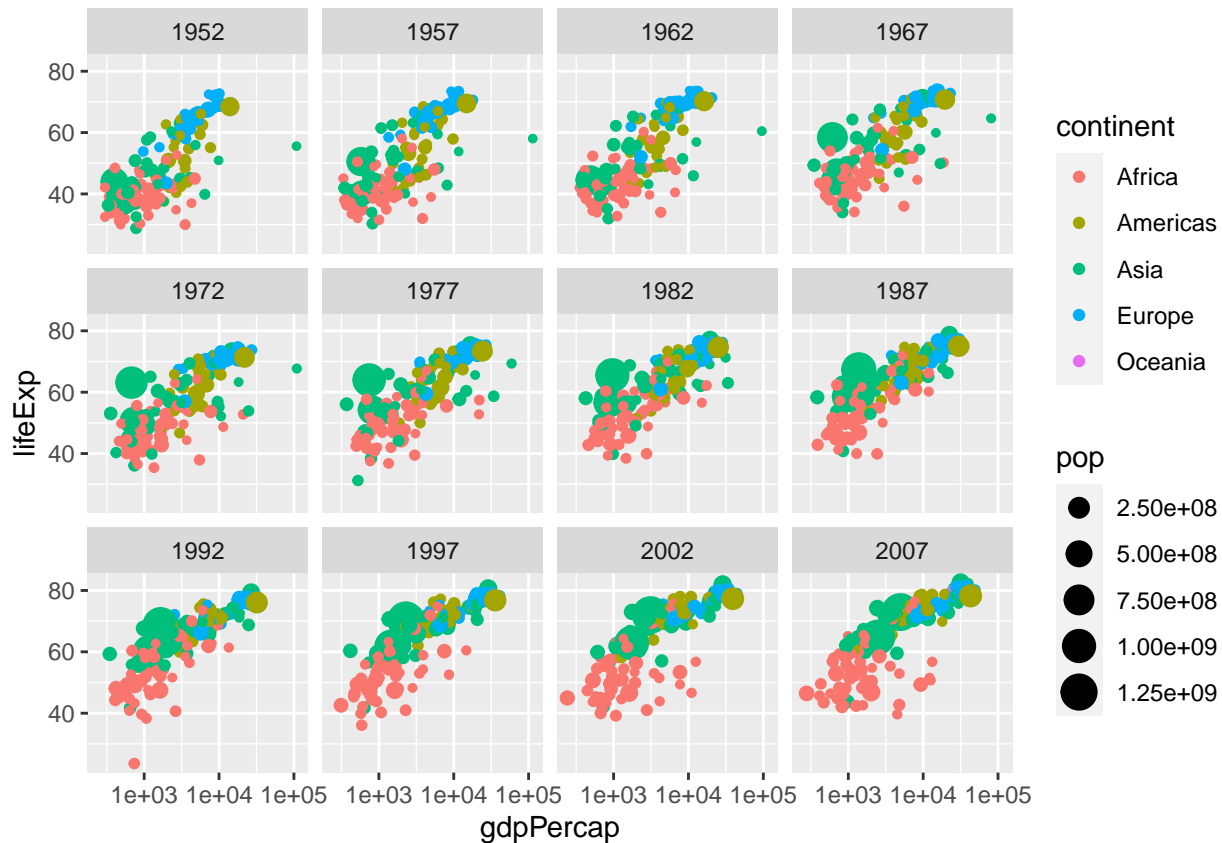 1952 1957 1962 1967
80
60
40
1972 1977 1982 1987
80
60
40
1992 1997 2002 2007
80
60
40
1e+03 1e+04 1e+05 1e+03 1e+04 1e+05 1e+03 1e+04 1e+05 1e+03 1e+04 1e+05
gdpPercap
lifeExp
continent
Africa
Americas
Asia
Europe
Oceania
pop
2.50e+08
5.00e+08
7.50e+08
1.00e+09
1.25e+09